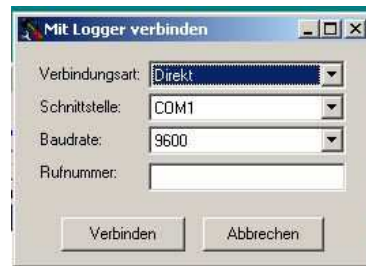 Mit Logger verbinden
Verbindungsart: Direkt
Schnittstelle: COM1
Baudrate: 9600
Rufnummer:
Verbinden Abbrechen